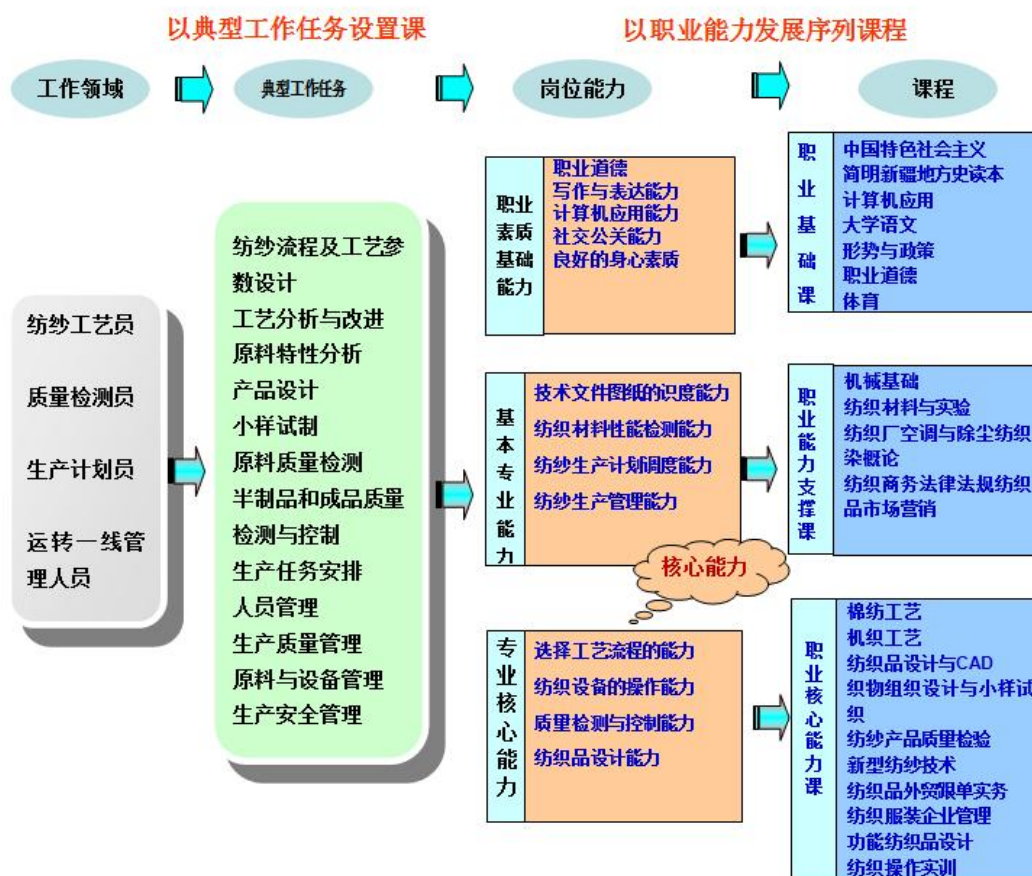 以典型工作任务设置课
以职业能力发展序列课程
工作领域
典型工作任务
岗位能力
课程
纺纱工艺员
质量检测员
生产计划员
运转一线管
理人员
纺纱流程及工艺参
数设计
工艺分析与改进
原料特性分析
产品设计
小样试制
原料质量检测
半制品和成品质量
检测与控制
生产任务安排
人员管理
生产质量管理
原料与设备管理
生产安全管理
职业
素质
基础
能力
职业道德
写作与表达能力
计算机应用能力
社交公关能力
良好的身心素质
职
业
基
础
课
中国特色社会主义
简明新疆地方史读本
计算机应用
大学语文
形势与政策
职业道德
体育
基
本
专
业
能
力
技术文件图纸的识度能力
纺织材料性能检测能力
纺纱生产计划调度能力
纺纱生产管理能力
职
业
能
力
支
撑
课
机械基础
纺织材料与实验
纺织厂空调与除尘纺织
染概论
纺织商务法律法规纺织
品市场营销
核心能力
专
业
核
心
能
力
选择工艺流程的能力
纺织设备的操作能力
质量检测与控制能力
纺织品设计能力
职
业
核
心
能
力
课
棉纺工艺
机织工艺
纺织品设计与CAD
织物组织设计与小样试
织
纺纱产品质量检验
新型纺纱技术
纺织品外贸跟单实务
纺织服装企业管理
功能纺织品设计
纺织操作实训